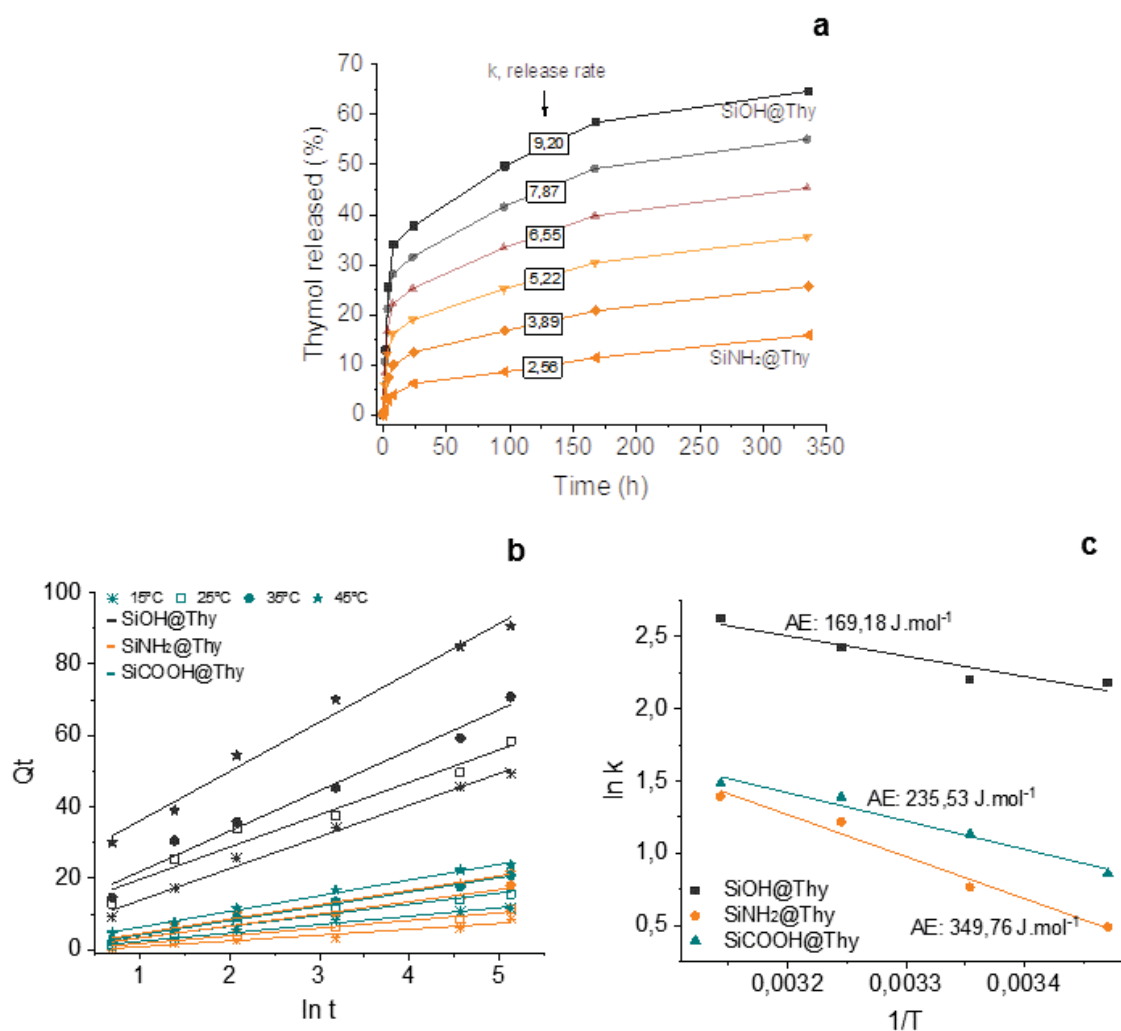 a
70
60
50
40
30
20
10
0
Thymol released (%)
k, release rate
SiOH@Thy
9,20
7,87
6,55
5,22
3,89
2,56
SiNH₂@Thy
0 50 100 150 200 250 300 350
Time (h)
b
100
80
60
40
20
0
Qt
15°C 25°C 35°C 45°C
SiOH@Thy
SiNH₂@Thy
SiCOOH@Thy
1 2 3 4 5
ln t
c
2,5
2,0
1,5
1,0
0,5
ln k
AE: 169,18 J.mol⁻¹
AE: 235,53 J.mol⁻¹
AE: 349,76 J.mol⁻¹
SiOH@Thy
SiNH₂@Thy
SiCOOH@Thy
0,0032 0,0033 0,0034
1/T